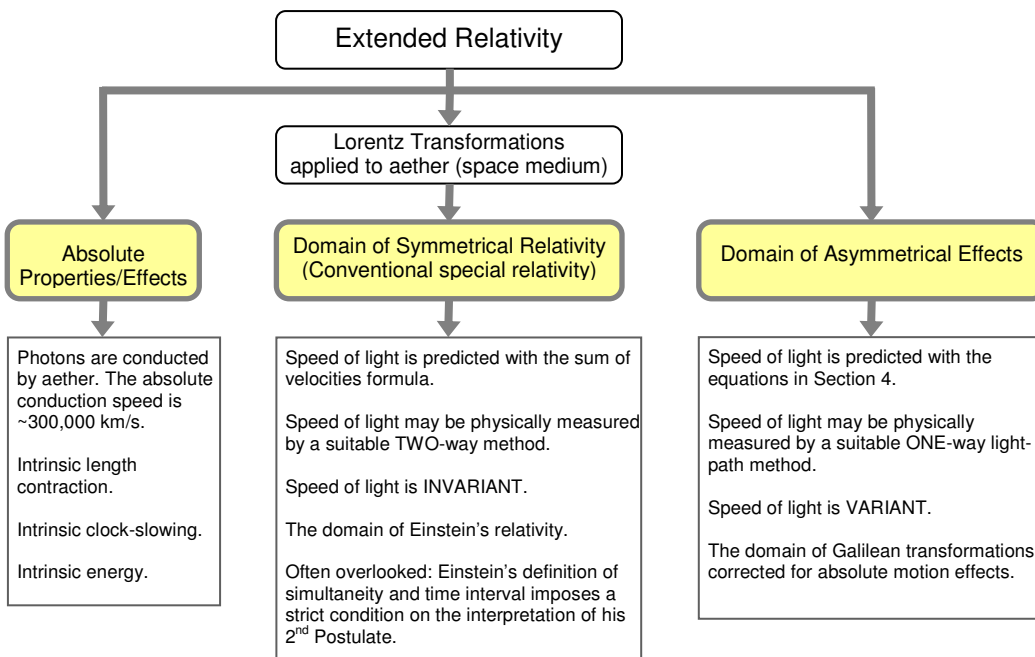 Extended Relativity
Lorentz Transformations
applied to aether (space medium)
Absolute
Properties/Effects
Domain of Symmetrical Relativity
(Conventional special relativity)
Domain of Asymmetrical Effects
Photons are conducted
by aether. The absolute
conduction speed is
~300,000 km/s.
Intrinsic length
contraction.
Intrinsic clock-slowing.
Intrinsic energy.
Speed of light is predicted with the sum of
velocities formula.
Speed of light may be physically measured
by a suitable TWO-way method.
Speed of light is INVARIANT.
The domain of Einstein's relativity.
Often overlooked: Einstein's definition of
simultaneity and time interval imposes a
strict condition on the interpretation of his
2nd Postulate.
Speed of light is predicted with the
equations in Section 4.
Speed of light may be physically
measured by a suitable ONE-way light-
path method.
Speed of light is VARIANT.
The domain of Galilean transformations
corrected for absolute motion effects.